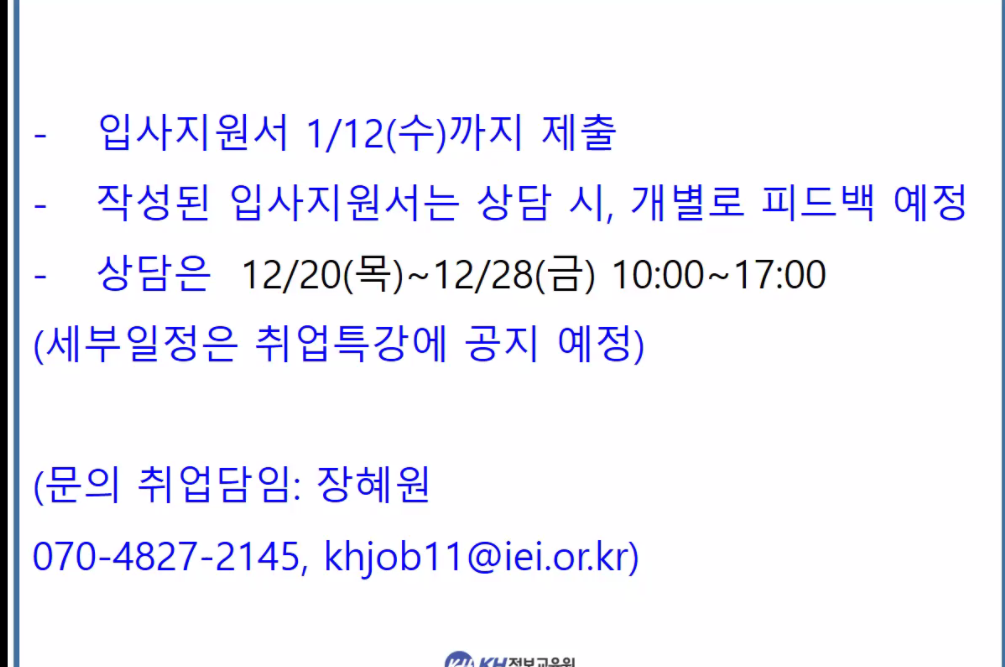 - 입사지원서 1/12(수)까지 제출
- 작성된 입사지원서는 상담 시, 개별로 피드백 예정
- 상담은 12/20(목)~12/28(금) 10:00~17:00
(세부일정은 취업특강에 공지 예정)
(문의 취업담임: 장혜원
070-4827-2145, khjob11@iei.or.kr)
KH 정보교육원